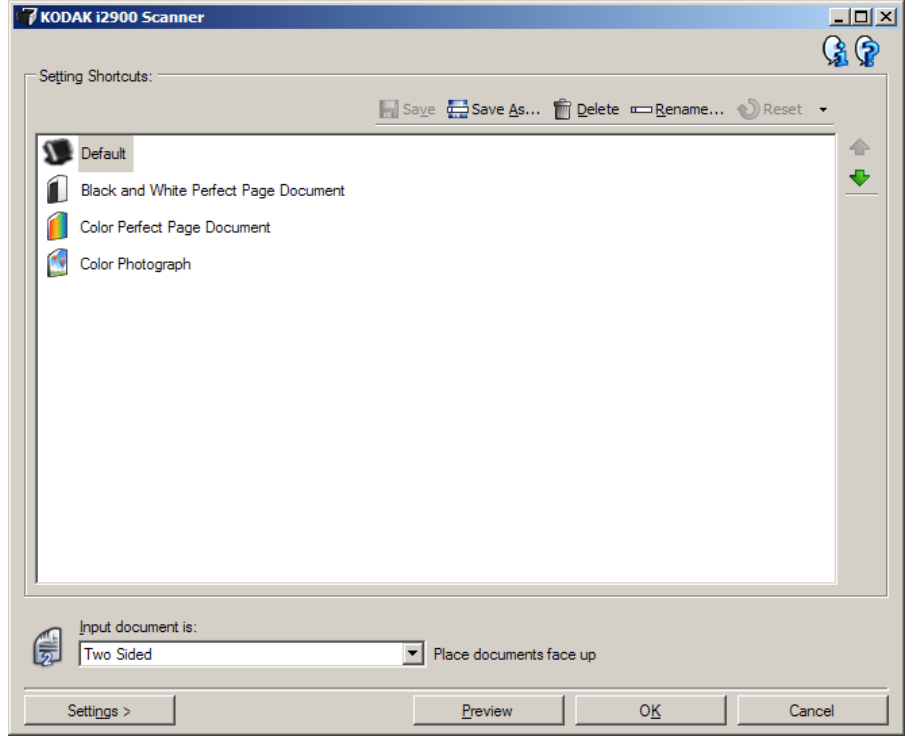 KODAK i2900 Scanner
Setting Shortcuts:
Save Save As... Delete Rename... Reset
Default
Black and White Perfect Page Document
Color Perfect Page Document
Color Photograph
Input document is:
2 Two Sided Place documents face up
Settings > Preview OK Cancel